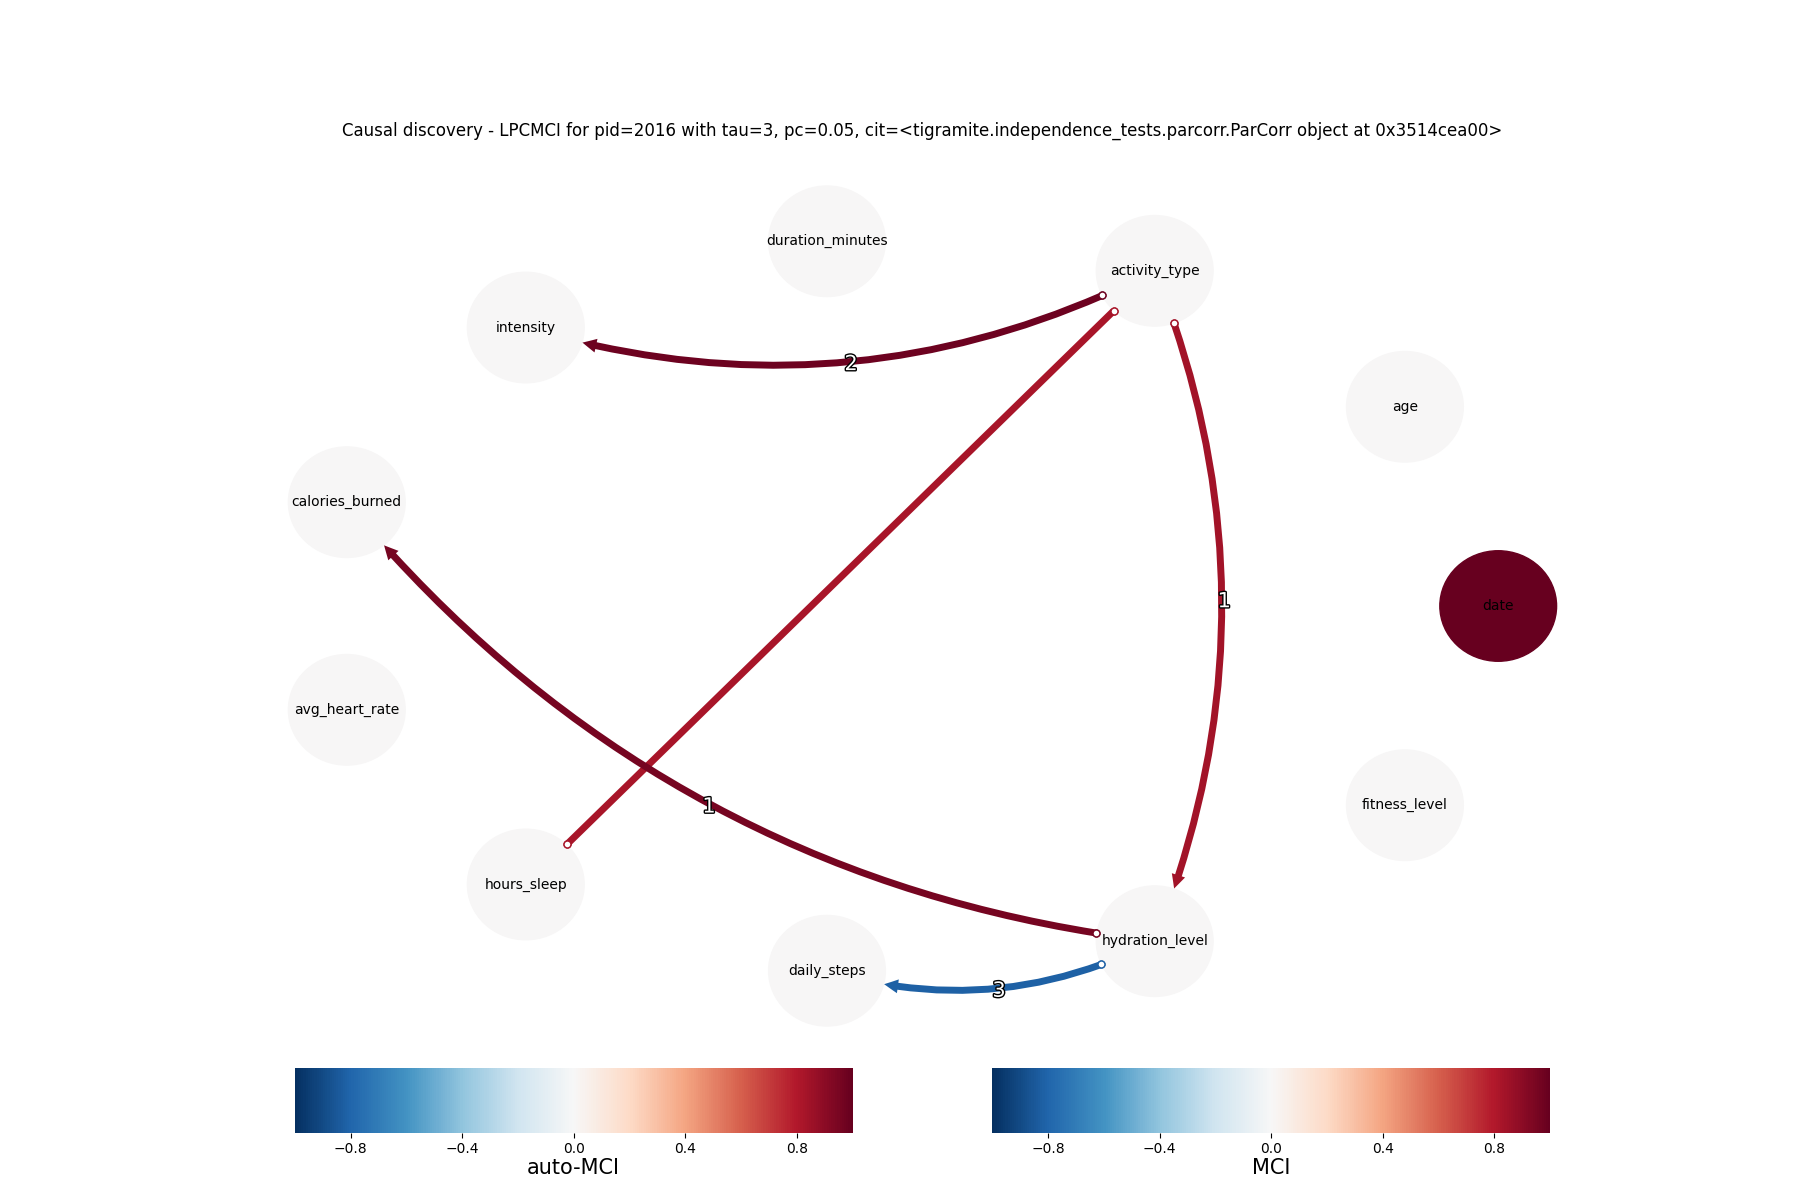 Causal discovery - LPCMCI for pid=2016 with tau=3, pc=0.05, cit=<tigramite.independence_tests.parcorr.ParCorr object at 0x3514cea00>
duration_minutes
activity_type
intensity
2
age
calories_burned
1
date
avg_heart_rate
1
fitness_level
hours_sleep
hydration_level
daily_steps
3
−0.8 −0.4 0.0 0.4 0.8
auto-MCI
−0.8 −0.4 0.0 0.4 0.8
MCI